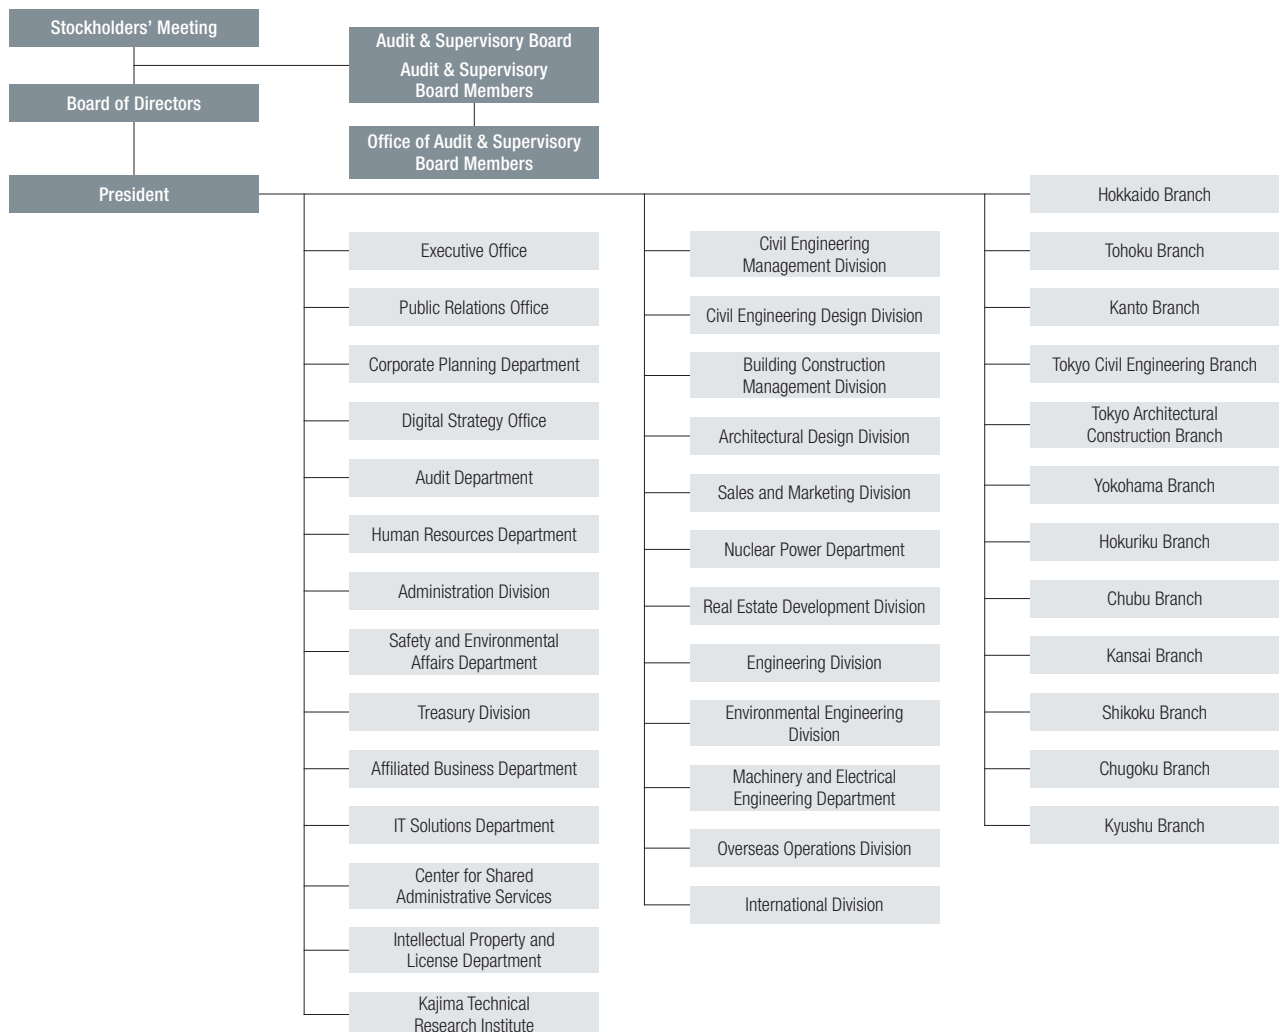 Stockholders’ Meeting
Audit & Supervisory Board
Audit & Supervisory
Board Members
Board of Directors
Office of Audit & Supervisory
Board Members
President
Executive Office
Public Relations Office
Corporate Planning Department
Digital Strategy Office
Audit Department
Human Resources Department
Administration Division
Safety and Environmental
Affairs Department
Treasury Division
Affiliated Business Department
IT Solutions Department
Center for Shared
Administrative Services
Intellectual Property and
License Department
Kajima Technical
Research Institute
Civil Engineering
Management Division
Civil Engineering Design Division
Building Construction
Management Division
Architectural Design Division
Sales and Marketing Division
Nuclear Power Department
Real Estate Development Division
Engineering Division
Environmental Engineering
Division
Machinery and Electrical
Engineering Department
Overseas Operations Division
International Division
Hokkaido Branch
Tohoku Branch
Kanto Branch
Tokyo Civil Engineering Branch
Tokyo Architectural
Construction Branch
Yokohama Branch
Hokuriku Branch
Chubu Branch
Kansai Branch
Shikoku Branch
Chugoku Branch
Kyushu Branch